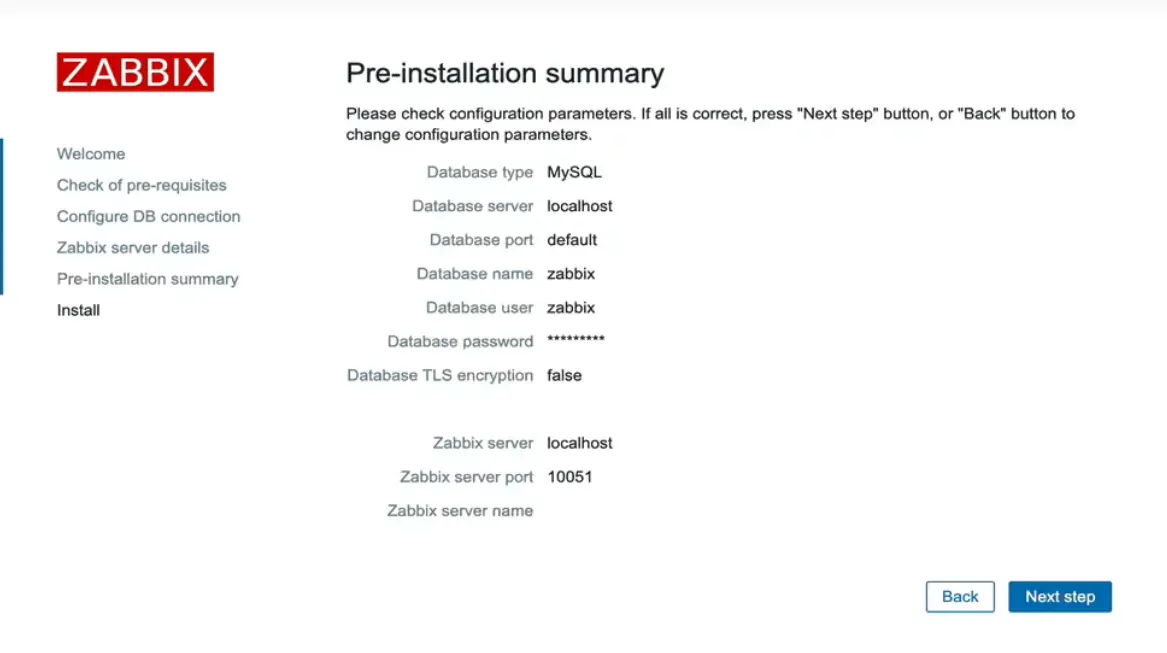 ZABBIX
Welcome
Check of pre-requisites
Configure DB connection
Zabbix server details
Pre-installation summary
Install
Pre-installation summary
Please check configuration parameters. If all is correct, press "Next step" button, or "Back" button to
change configuration parameters.
Database type MySQL
Database server localhost
Database port default
Database name zabbix
Database user zabbix
Database password *********
Database TLS encryption false
Zabbix server localhost
Zabbix server port 10051
Zabbix server name
Back Next step